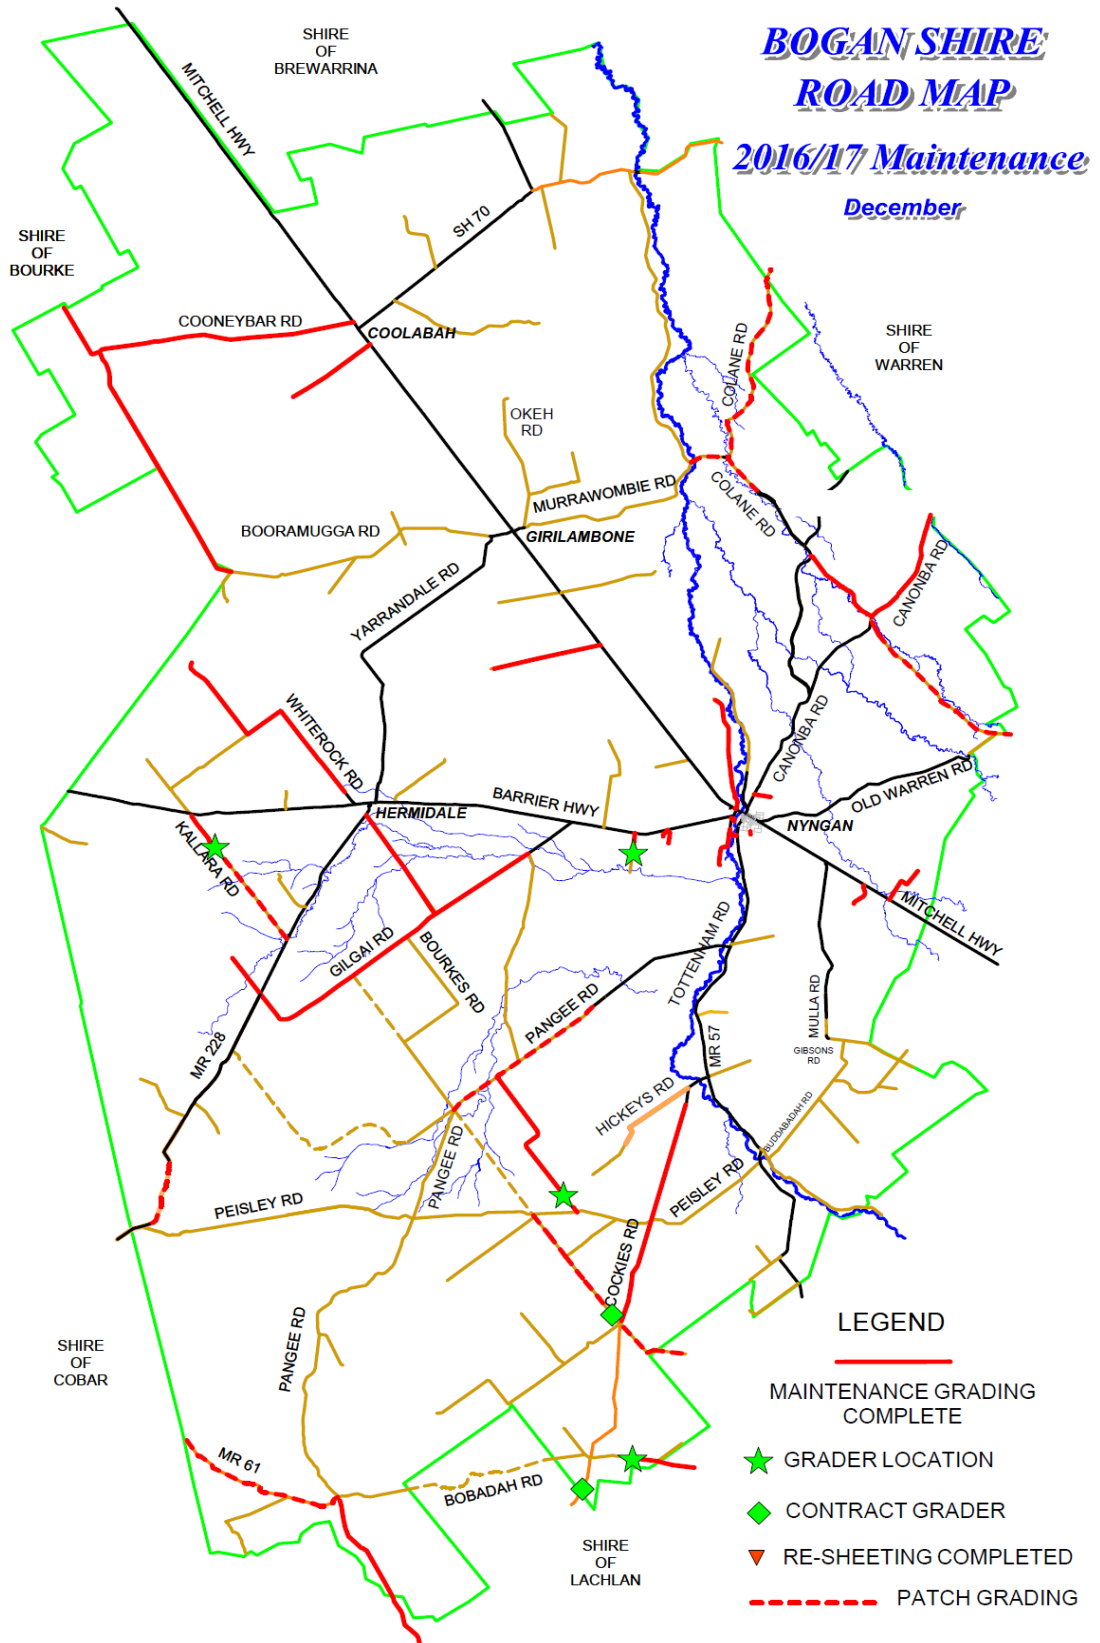 BOGAN SHIRE
ROAD MAP
2016/17 Maintenance
December
SHIRE
OF
BREWARRINA
MITCHELL HWY
SH 70
SHIRE
OF
BOURKE
COONEYBAR RD
COOLABAH
COLANE RD
SHIRE
OF
WARREN
OKEH
RD
MURRAWOMBIE RD
COLANE RD
BOORAMUGGA RD
GIRILAMBONE
CANONBA RD
YARRANDALE RD
WHITEROCK RD
CANONBA RD
BARRIER HWY
OLD WARREN RD
HERMIDALE
NYNGAN
KALLARA RD
MITCHELL HWY
GILGAI RD
BOURKES RD
TOTTENHAM RD
PANGEE RD
MULLA RD
MR 228
MR 57
GIBSONS
RD
HICKEYS RD
BUDDABADAH RD
PANGEE RD
PEISLEY RD
PEISLEY RD
COCKIES RD
PANGEE RD
SHIRE
OF
COBAR
MR 61
BOBADAH RD
SHIRE
OF
LACHLAN
LEGEND
MAINTENANCE GRADING
COMPLETE
GRADER LOCATION
CONTRACT GRADER
RE-SHEETING COMPLETED
PATCH GRADING